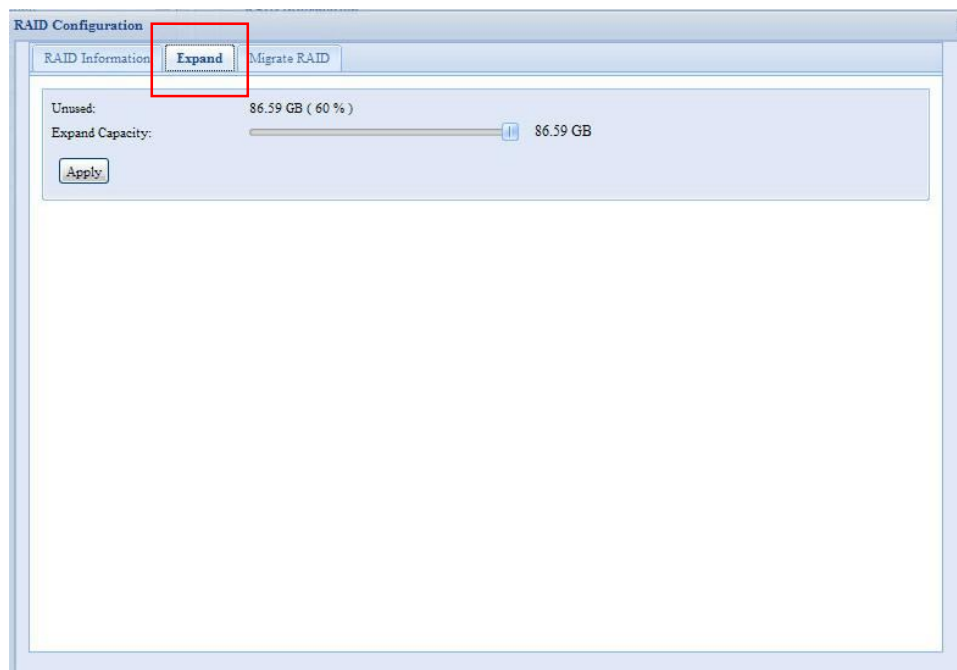 RAID Configuration
RAID Information Expand Migrate RAID
Unused: 86.59 GB ( 60 % )
Expand Capacity: 86.59 GB
Apply